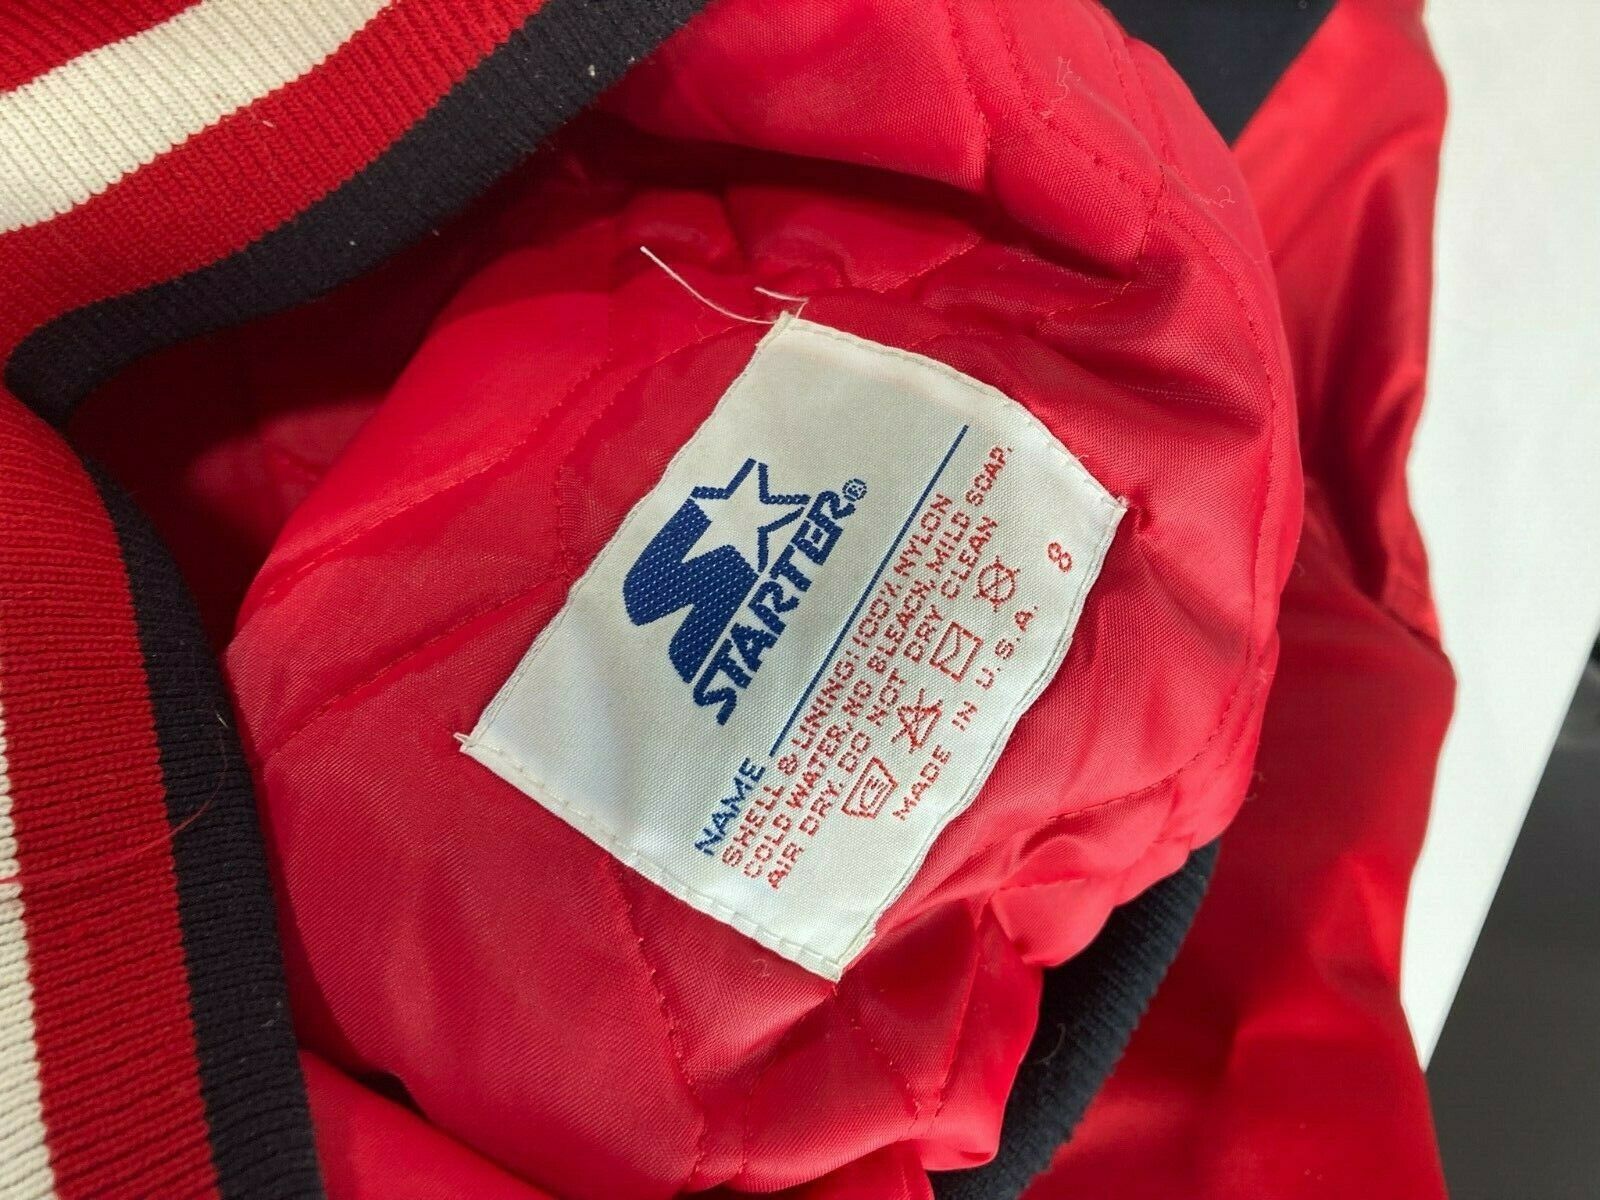 STARTER®
NAME
SHELL & LINING: 100% NYLON
COLD WATER, NO BLEACH, MILD SOAP.
AIR DRY. DO NOT DRY CLEAN
MADE IN U.S.A.
8